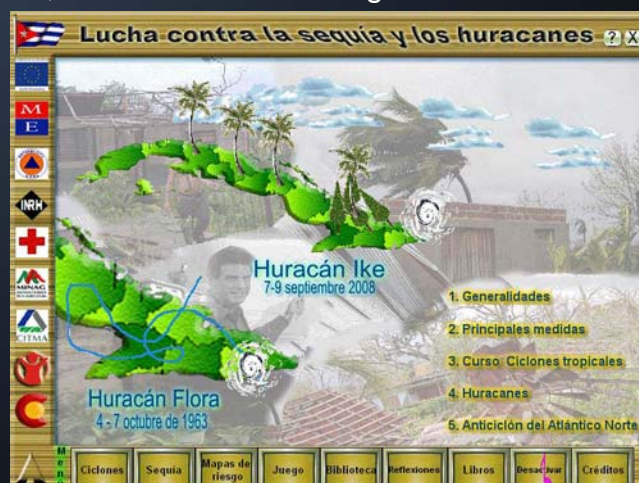 Lucha contra la sequía y los huracanes ? X
M
E
INRH
MINAG
CITMA
Huracán Ike
7-9 septiembre 2008
Huracán Flora
4 - 7 octubre de 1963
1. Generalidades
2. Principales medidas
3. Curso Ciclones tropicales
4. Huracanes
5. Anticiclón del Atlántico Norte
Menú
Ciclones
Sequía
Mapas de
riesgo
Juego
Biblioteca
Reflexiones
Libros
Desactivar
Créditos